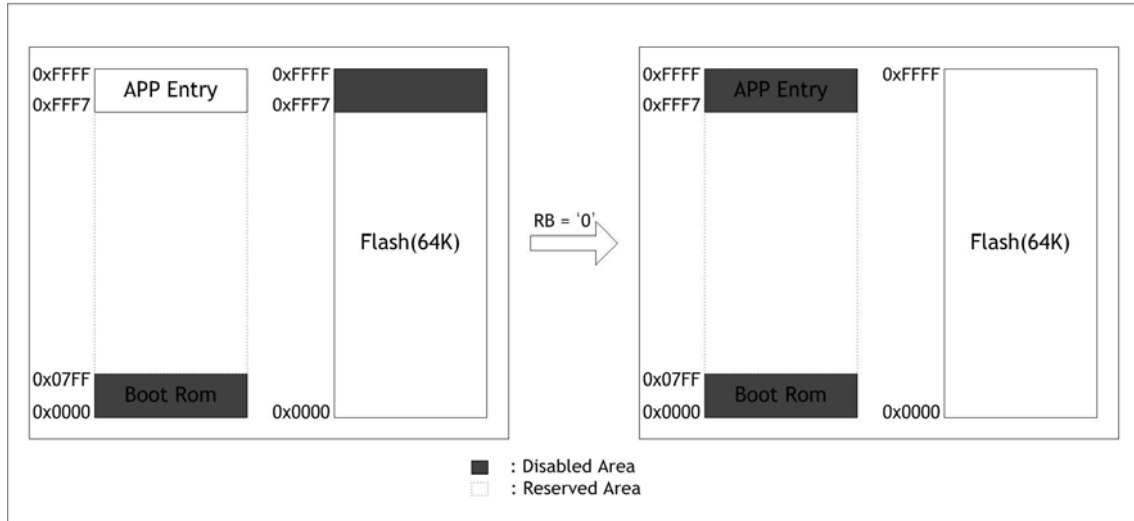 0xFFFF
APP Entry
0xFFF7
0x07FF
Boot Rom
0x0000
0xFFFF
0xFFF7
Flash(64K)
0x0000
RB = ‘0’
0xFFFF
APP Entry
0xFFF7
0x07FF
Boot Rom
0x0000
0xFFFF
Flash(64K)
0x0000
: Disabled Area
: Reserved Area